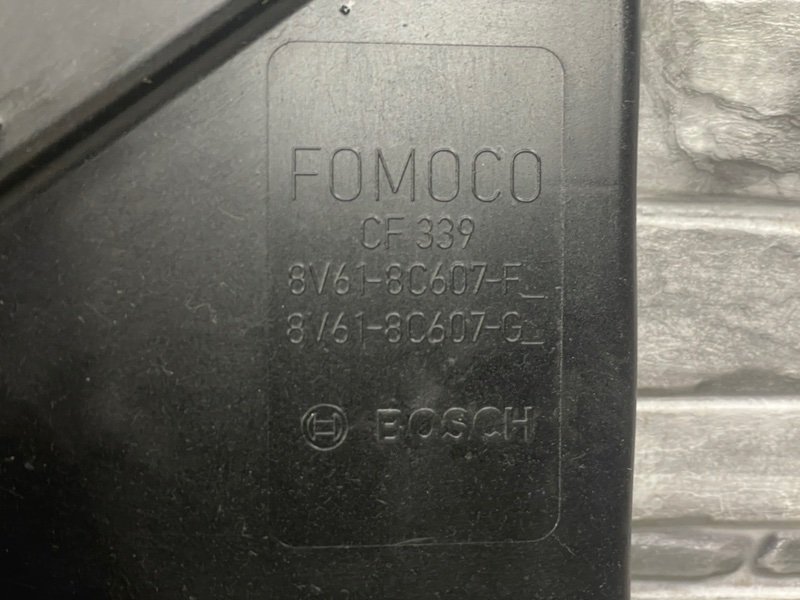 FOMOCO
CF 339
8V61-8C607-F_
8V61-8C607-G_
BOSCH